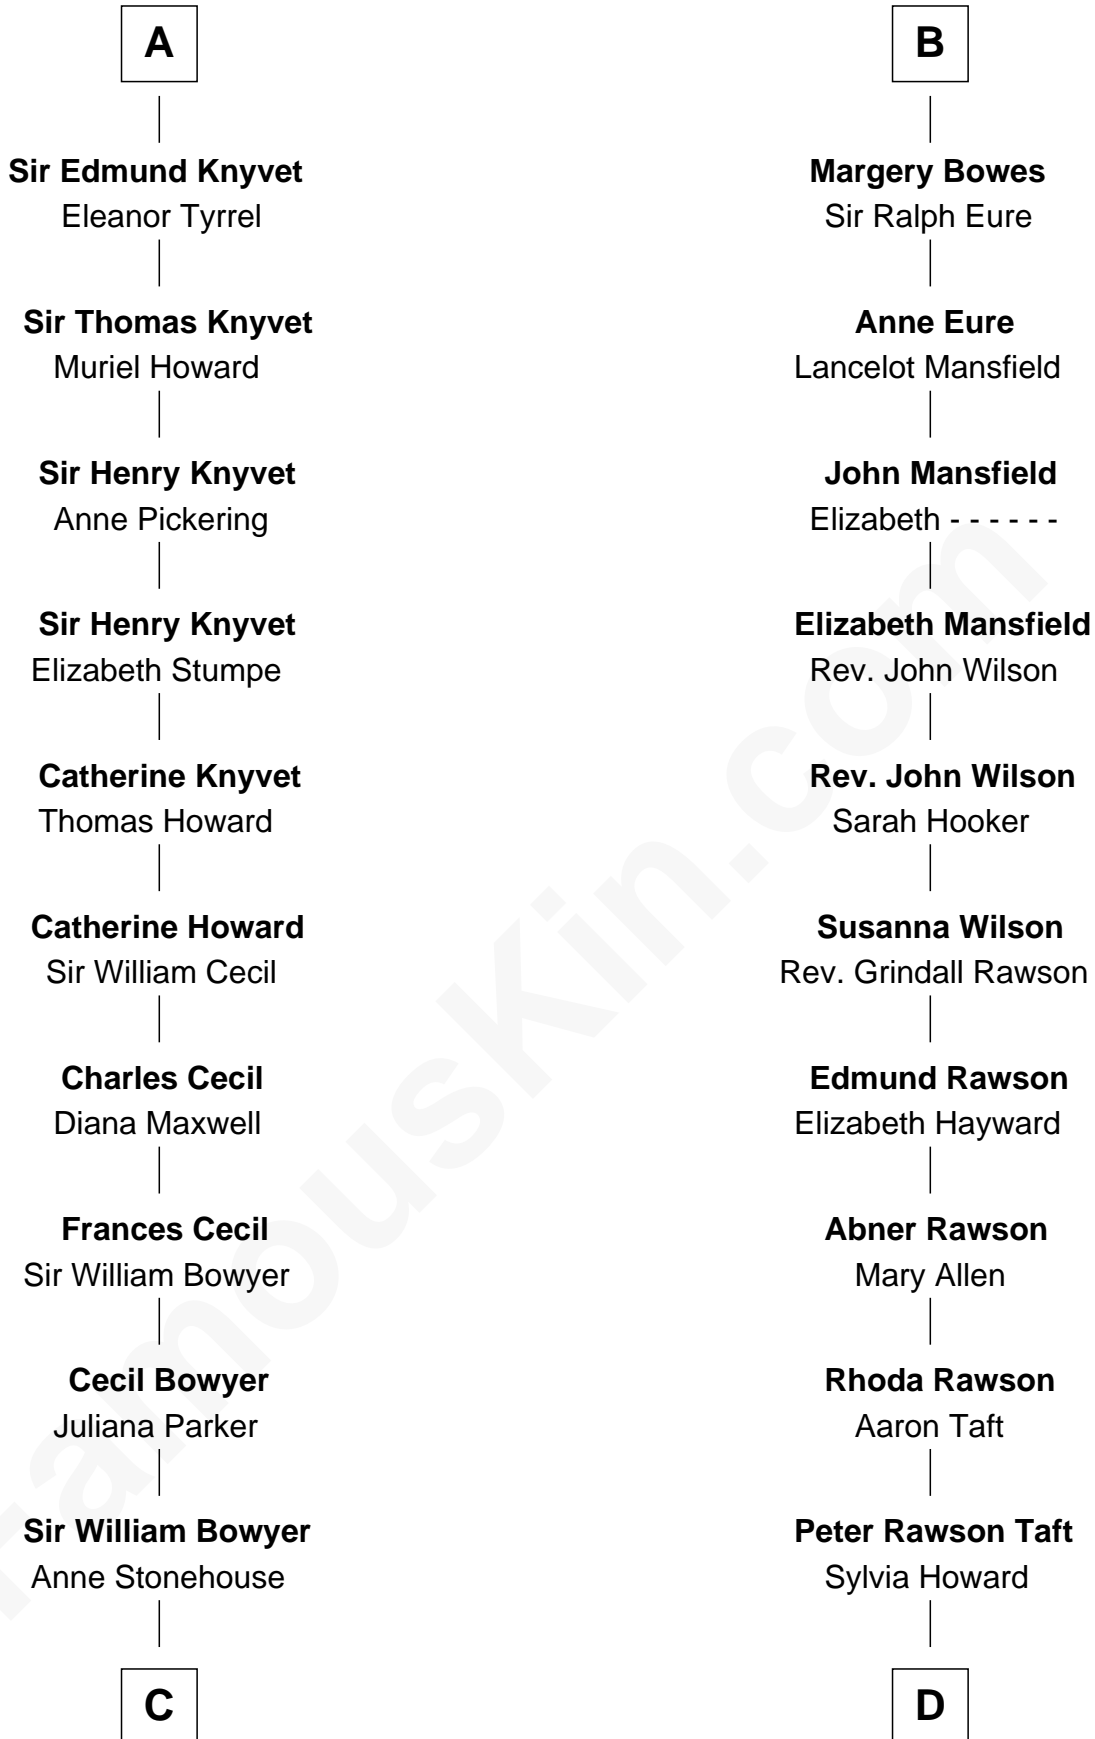 A
Sir Edmund Knyvet
Eleanor Tyrrel
Sir Thomas Knyvet
Muriel Howard
Sir Henry Knyvet
Anne Pickering
Sir Henry Knyvet
Elizabeth Stumpe
Catherine Knyvet
Thomas Howard
Catherine Howard
Sir William Cecil
Charles Cecil
Diana Maxwell
Frances Cecil
Sir William Bowyer
Cecil Bowyer
Juliana Parker
Sir William Bowyer
Anne Stonehouse
C
B
Margery Bowes
Sir Ralph Eure
Anne Eure
Lancelot Mansfield
John Mansfield
Elizabeth - - - - - -
Elizabeth Mansfield
Rev. John Wilson
Rev. John Wilson
Sarah Hooker
Susanna Wilson
Rev. Grindall Rawson
Edmund Rawson
Elizabeth Hayward
Abner Rawson
Mary Allen
Rhoda Rawson
Aaron Taft
Peter Rawson Taft
Sylvia Howard
D
FamousKin.com